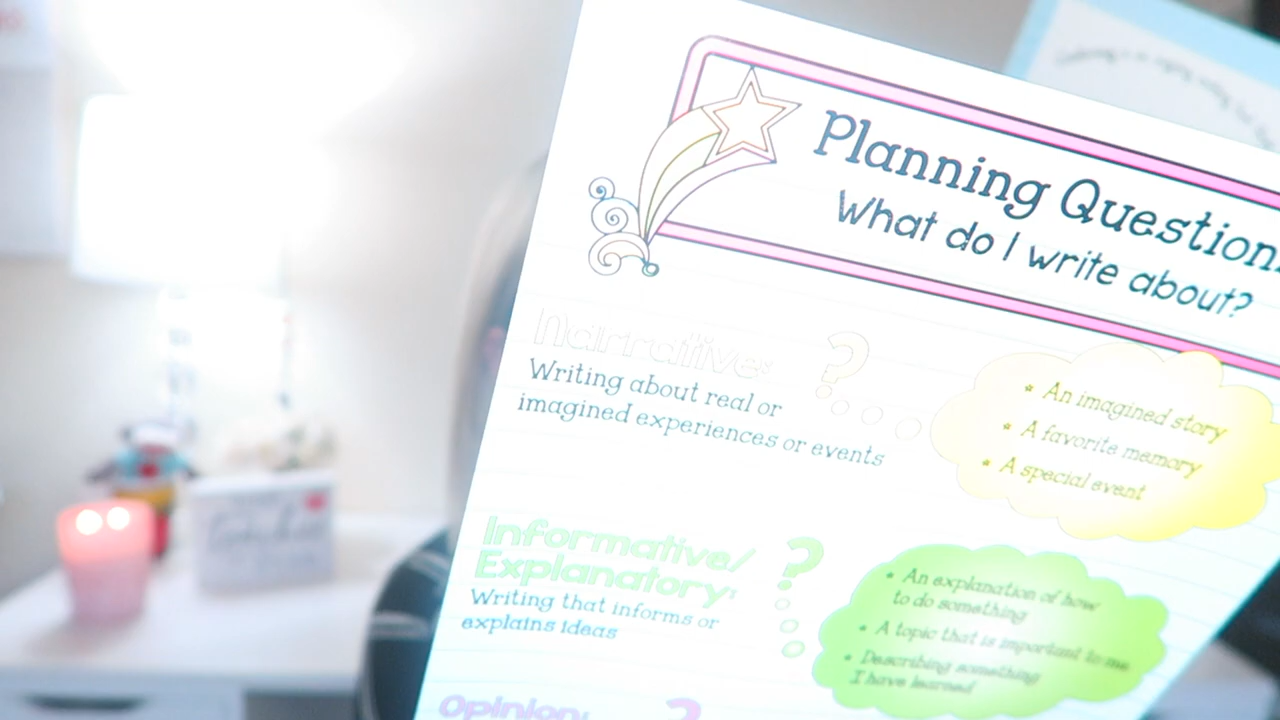 Planning Question
What do I write about?
Narrative:
?
Writing about real or
imagined experiences or events
* An imagined story
* A favorite memory
* A special event
Informative/
Explanatory:
?
Writing that informs or
explains ideas
• An explanation of how
to do something
• A topic that is important to me
• Describing something
I have learned
Opinion:
?